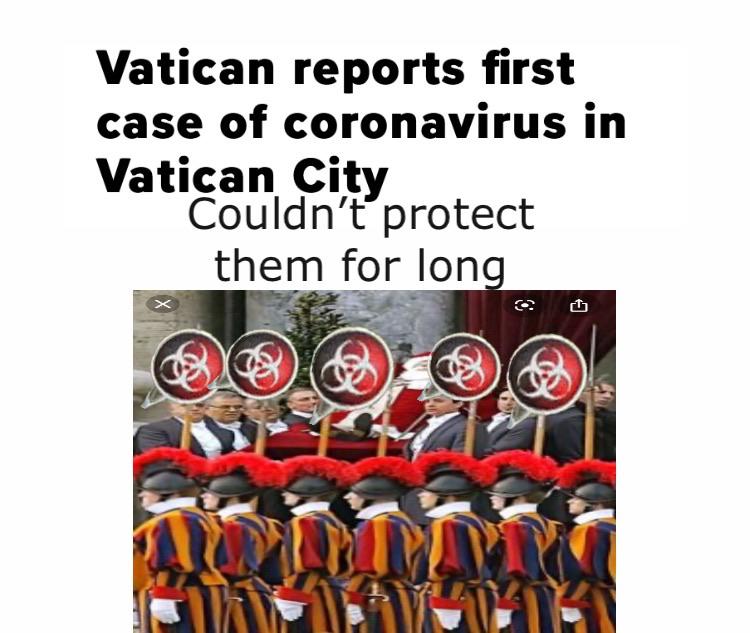 Vatican reports first
case of coronavirus in
Vatican City
Couldn’t protect
them for long